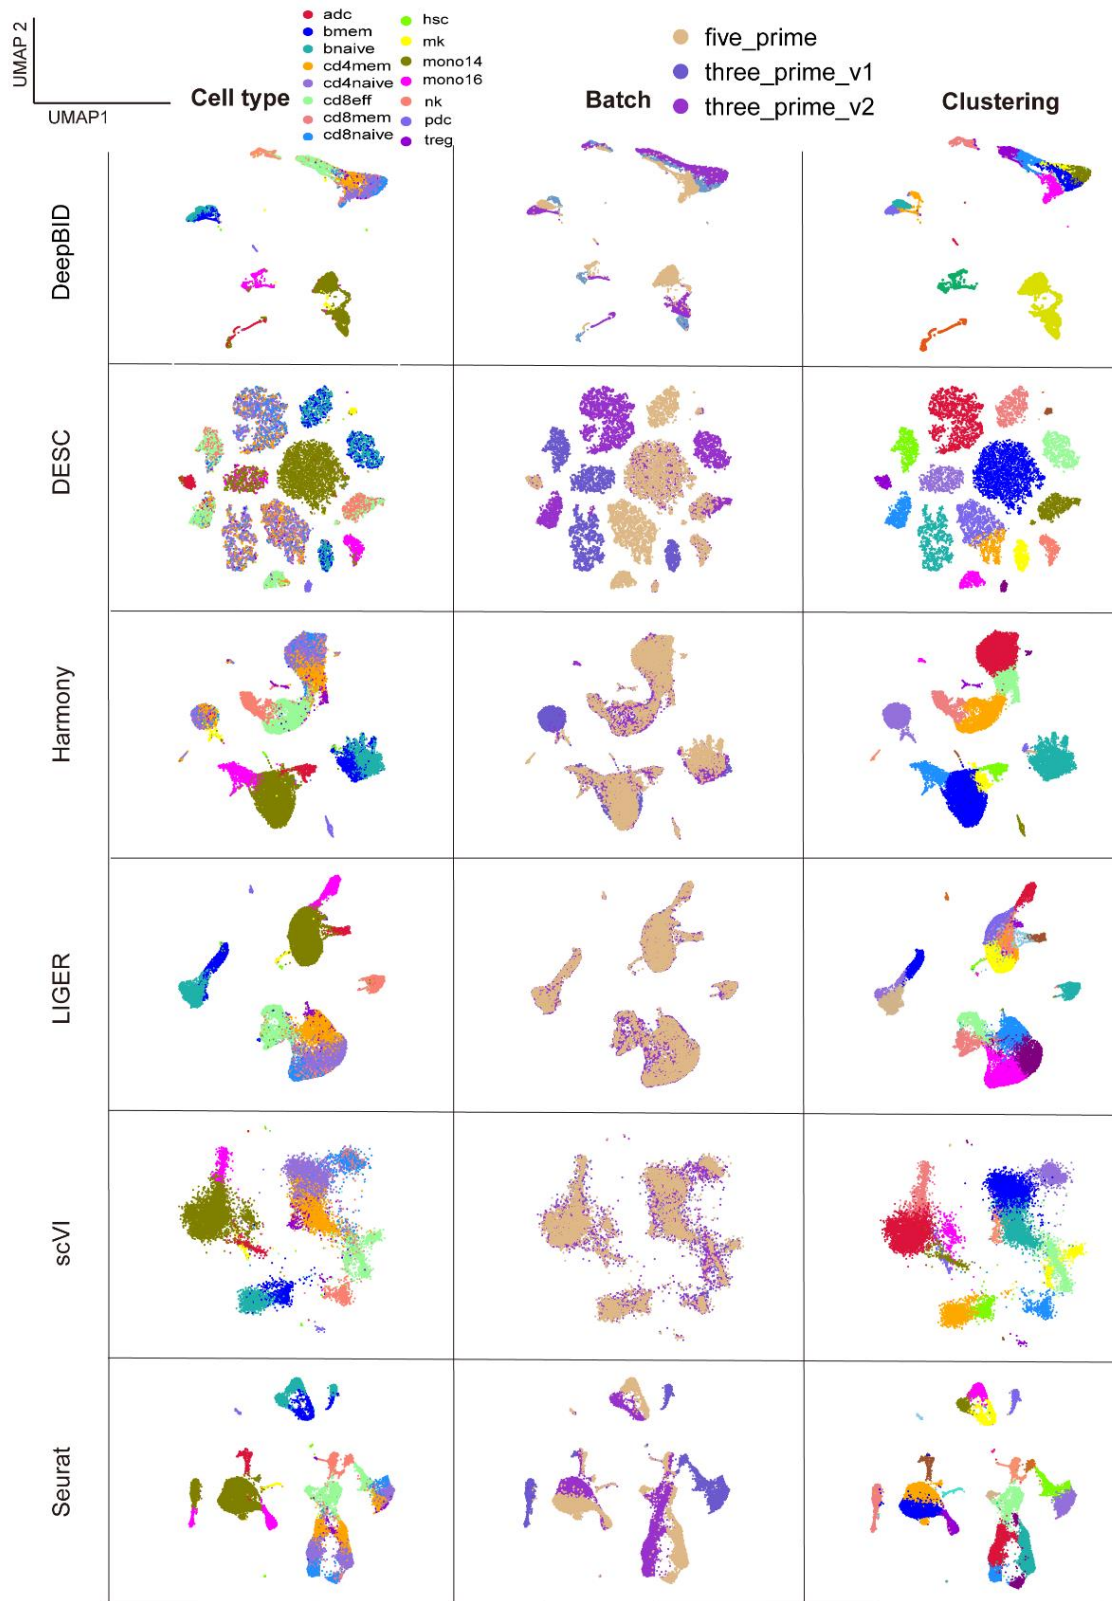 UMAP 2
UMAP1
adc
bmem
bnaive
cd4mem
cd4naive
cd8eff
cd8mem
cd8naive
hsc
mk
mono14
mono16
nk
pdc
treg
five_prime
three_prime_v1
three_prime_v2
Cell type
Batch
Clustering
DeepBID
DESC
Harmony
LIGER
scVI
Seurat